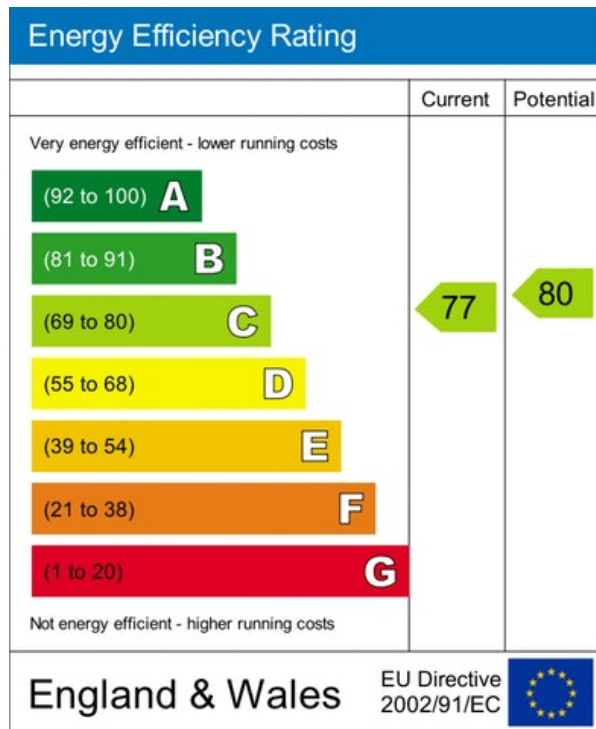 Energy Efficiency Rating
Current Potential
Very energy efficient - lower running costs
(92 to 100) A
(81 to 91) B
(69 to 80) C
77
80
(55 to 68) D
(39 to 54) E
(21 to 38) F
(1 to 20) G
Not energy efficient - higher running costs
England & Wales
EU Directive
2002/91/EC